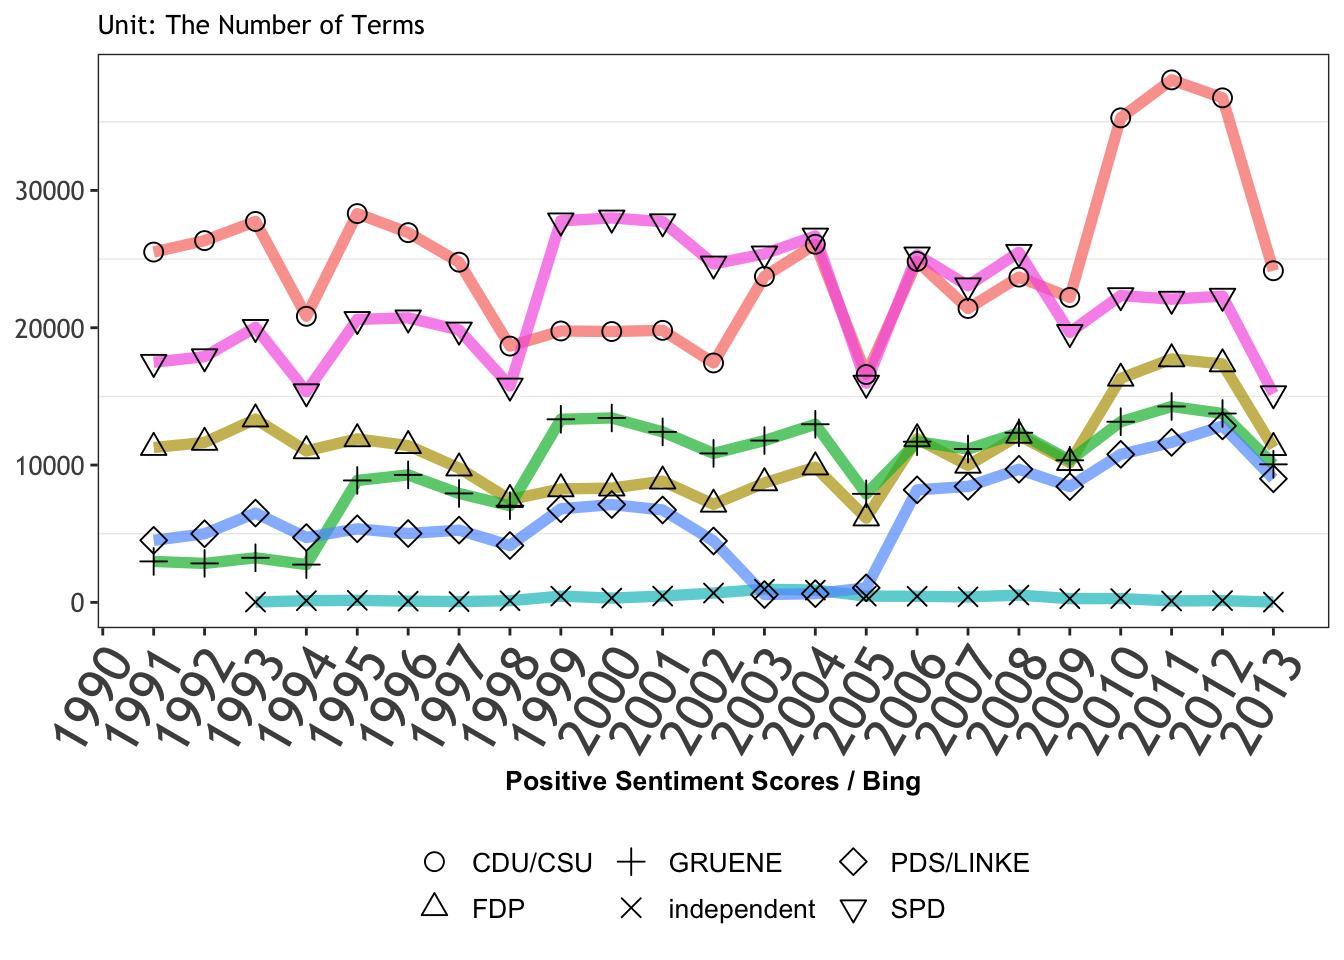 Unit: The Number of Terms
30000
20000
10000
0
1990 1991 1992 1993 1994 1995 1996 1997 1998 1999 2000 2001 2002 2003 2004 2005 2006 2007 2008 2009 2010 2011 2012 2013
Positive Sentiment Scores / Bing
CDU/CSU GRUENE PDS/LINKE
FDP independent SPD